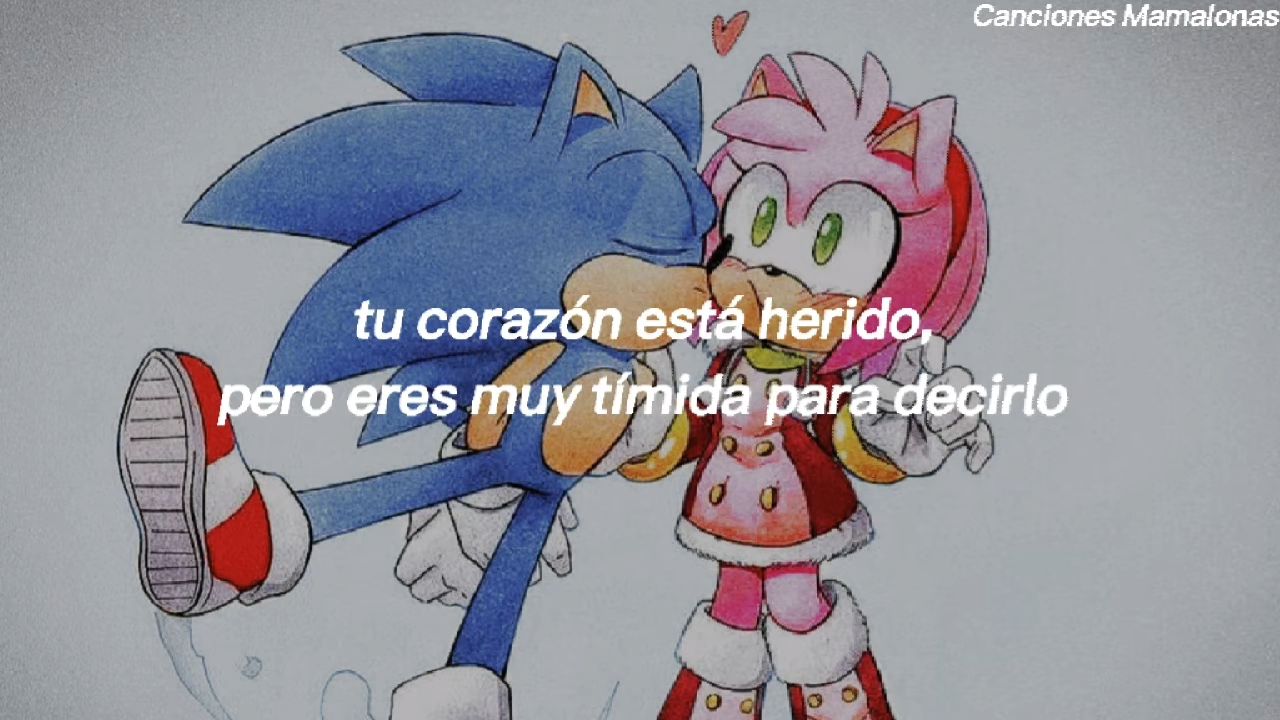 Canciones Mamalonas
tu corazón está herido,
pero eres muy tímida para decirlo